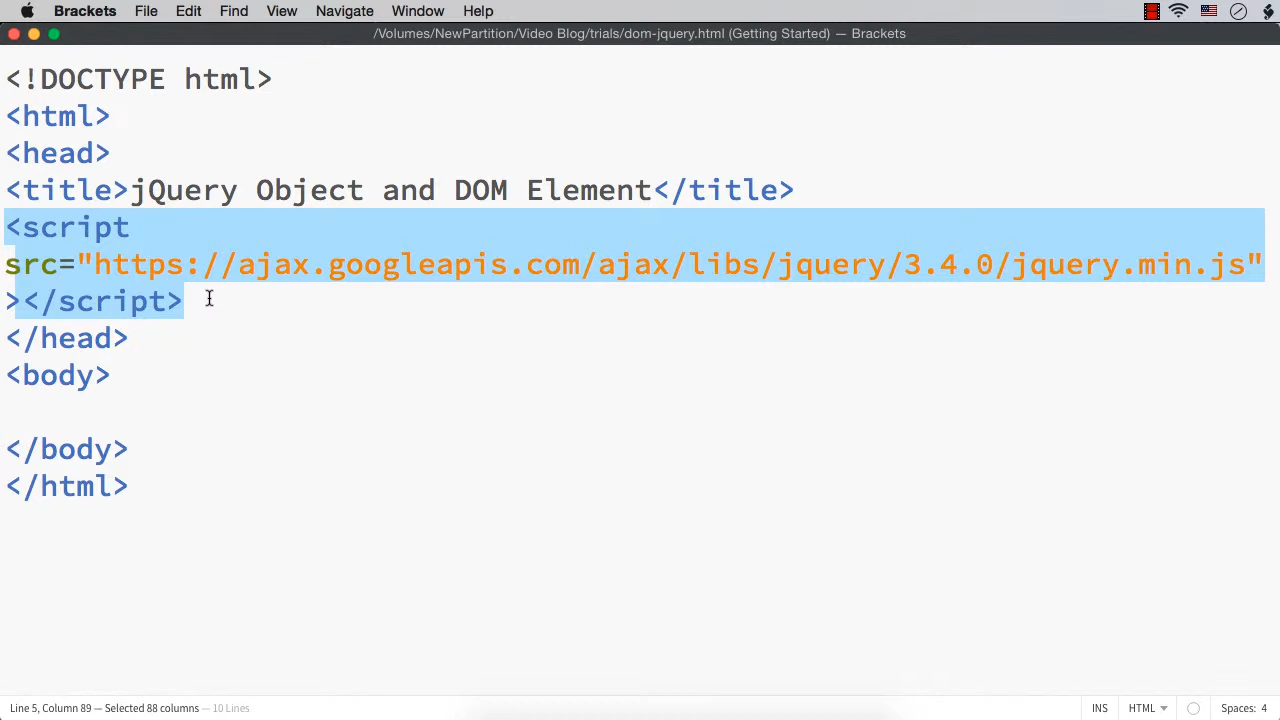 Brackets File Edit Find View Navigate Window Help
/Volumes/NewPartition/Video Blog/trials/dom-jquery.html (Getting Started) — Brackets
<!DOCTYPE html>
<html>
<head>
<title>jQuery Object and DOM Element</title>
<script
src="https://ajax.googleapis.com/ajax/libs/jquery/3.4.0/jquery.min.js"
></script>
</head>
<body>
</body>
</html>
Line 5, Column 89 — Selected 88 columns — 10 Lines INS HTML Spaces: 4